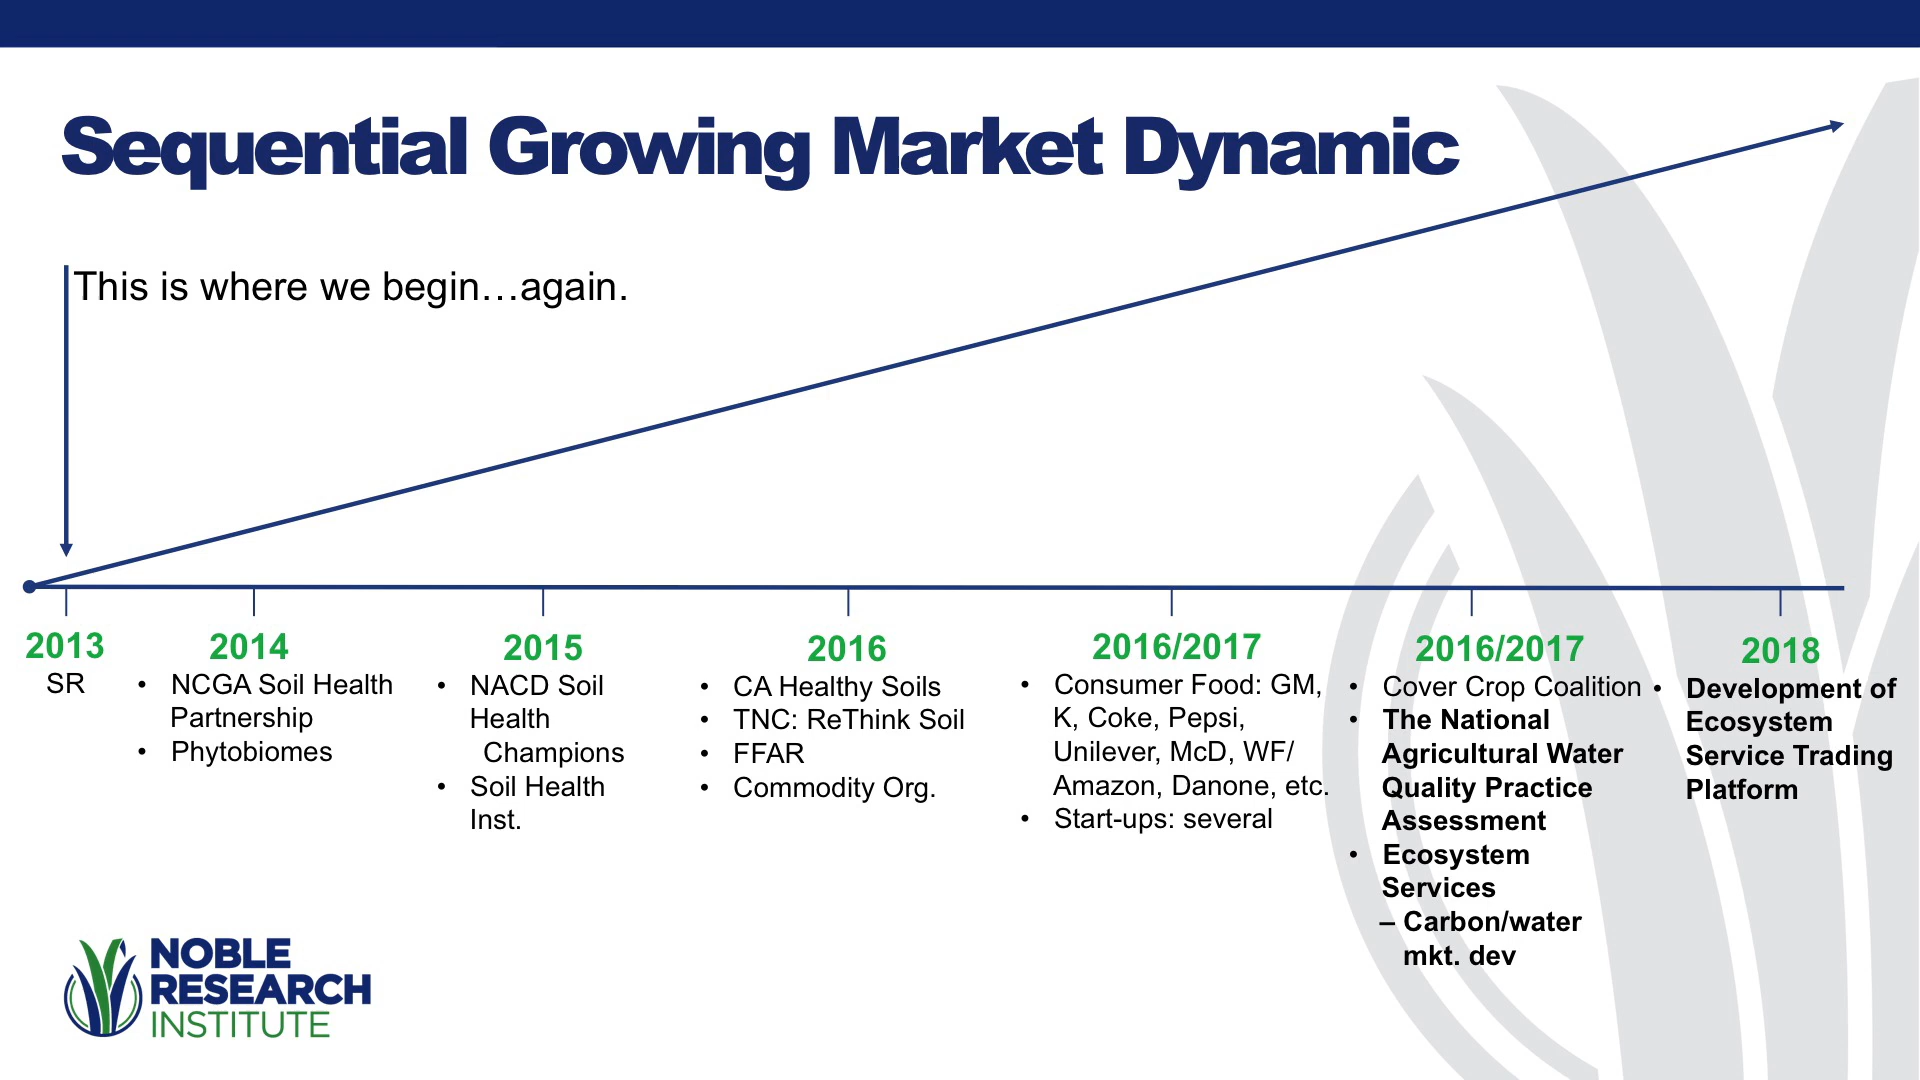 Sequential Growing Market Dynamic
This is where we begin…again.
2013
SR
2014
• NCGA Soil Health
Partnership
• Phytobiomes
2015
• NACD Soil
Health
Champions
• Soil Health
Inst.
2016
• CA Healthy Soils
• TNC: ReThink Soil
• FFAR
• Commodity Org.
2016/2017
• Consumer Food: GM,
K, Coke, Pepsi,
Unilever, McD, WF/
Amazon, Danone, etc.
• Start-ups: several
2016/2017
• Cover Crop Coalition
• The National
Agricultural Water
Quality Practice
Assessment
• Ecosystem
Services
– Carbon/water
mkt. dev
2018
• Development of
Ecosystem
Service Trading
Platform
NOBLE
RESEARCH
INSTITUTE